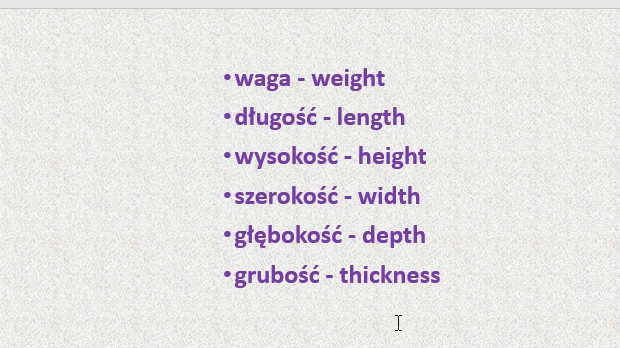 •waga - weight
•długość - length
•wysokość - height
•szerokość - width
•głębokość - depth
•grubość - thickness